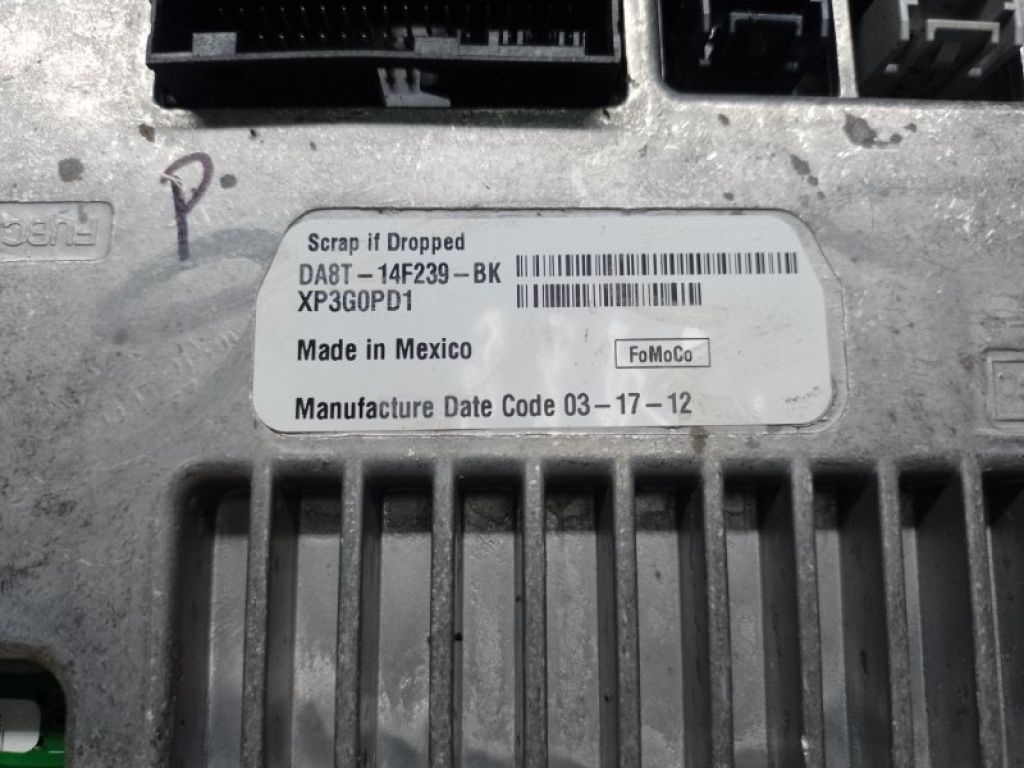 P
Scrap if Dropped
DA8T-14F239-BK
XP3G0PD1
Made in Mexico
FoMoCo
Manufacture Date Code 03-17-12